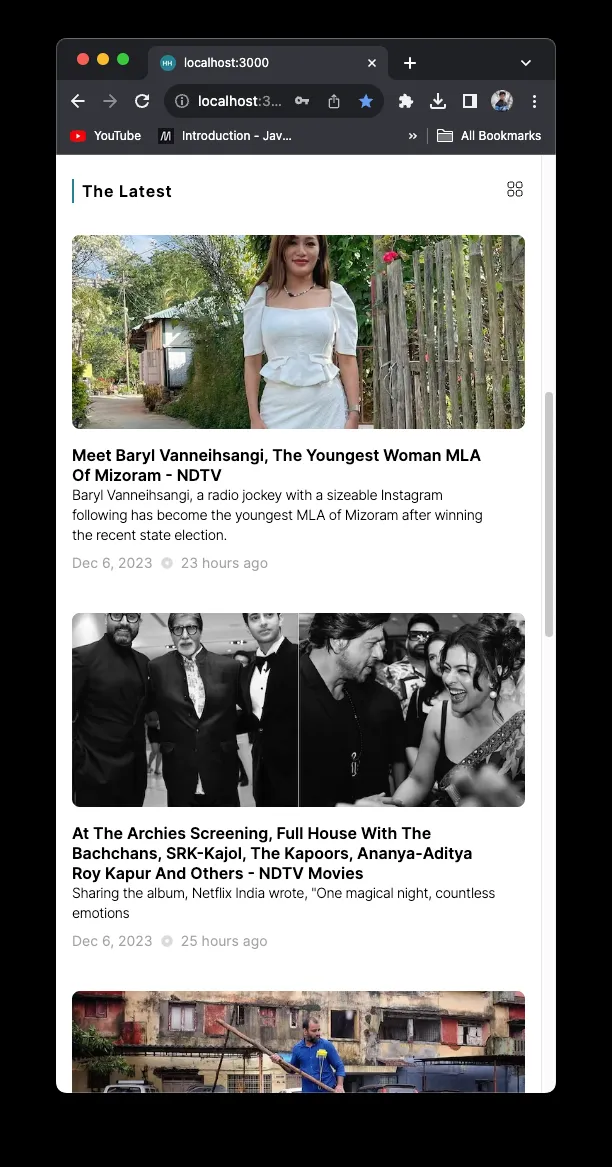 HH localhost:3000
localhost:3...
YouTube Introduction - Jav... » All Bookmarks
The Latest
Meet Baryl Vanneihsangi, The Youngest Woman MLA
Of Mizoram - NDTV
Baryl Vanneihsangi, a radio jockey with a sizeable Instagram
following has become the youngest MLA of Mizoram after winning
the recent state election.
Dec 6, 2023 23 hours ago
At The Archies Screening, Full House With The
Bachchans, SRK-Kajol, The Kapoors, Ananya-Aditya
Roy Kapur And Others - NDTV Movies
Sharing the album, Netflix India wrote, "One magical night, countless
emotions
Dec 6, 2023 25 hours ago